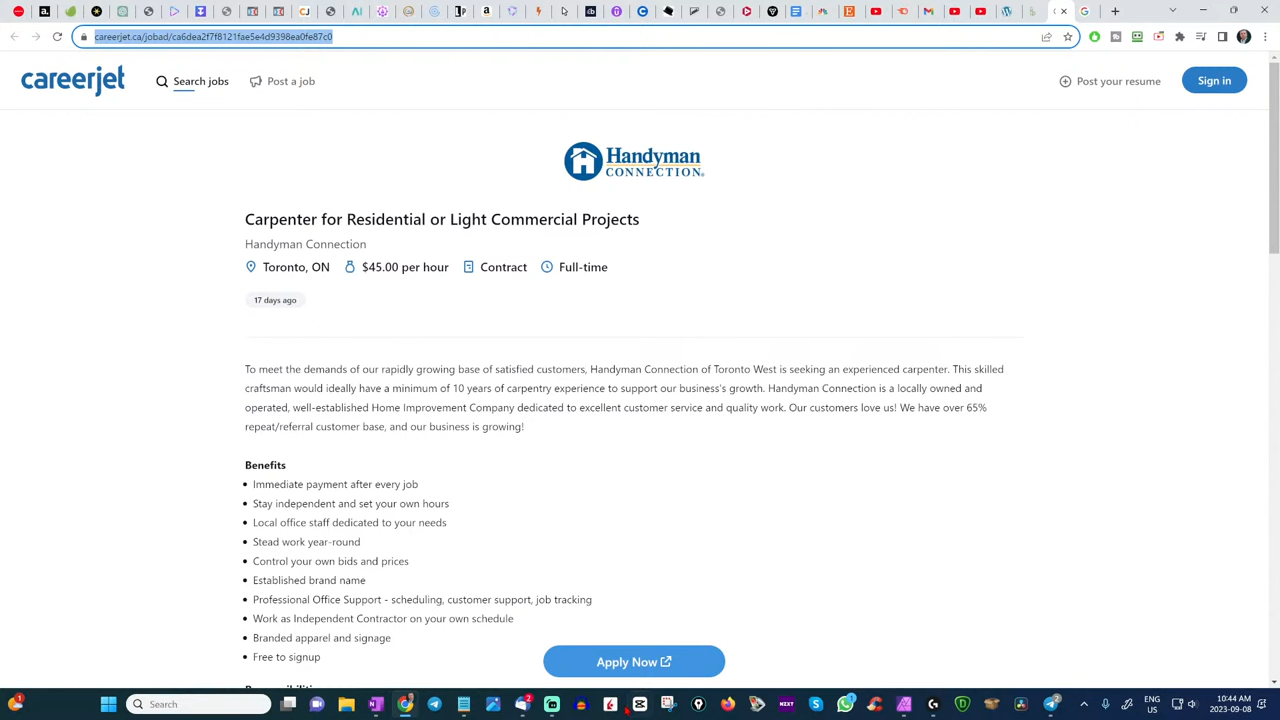 careerjet.ca/jobad/ca6dea2f7f8121fae5e4d9398ea0fe87c0
careerjet
Search jobs
Post a job
Post your resume
Sign in
Handyman
CONNECTION
Carpenter for Residential or Light Commercial Projects
Handyman Connection
Toronto, ON $45.00 per hour Contract Full-time
17 days ago
To meet the demands of our rapidly growing base of satisfied customers, Handyman Connection of Toronto West is seeking an experienced carpenter. This skilled
craftsman would ideally have a minimum of 10 years of carpentry experience to support our business's growth. Handyman Connection is a locally owned and
operated, well-established Home Improvement Company dedicated to excellent customer service and quality work. Our customers love us! We have over 65%
repeat/referral customer base, and our business is growing!
Benefits
• Immediate payment after every job
• Stay independent and set your own hours
• Local office staff dedicated to your needs
• Stead work year-round
• Control your own bids and prices
• Established brand name
• Professional Office Support - scheduling, customer support, job tracking
• Work as Independent Contractor on your own schedule
• Branded apparel and signage
• Free to signup
Apply Now
Search
ENG
US
10:44 AM
2023-09-08